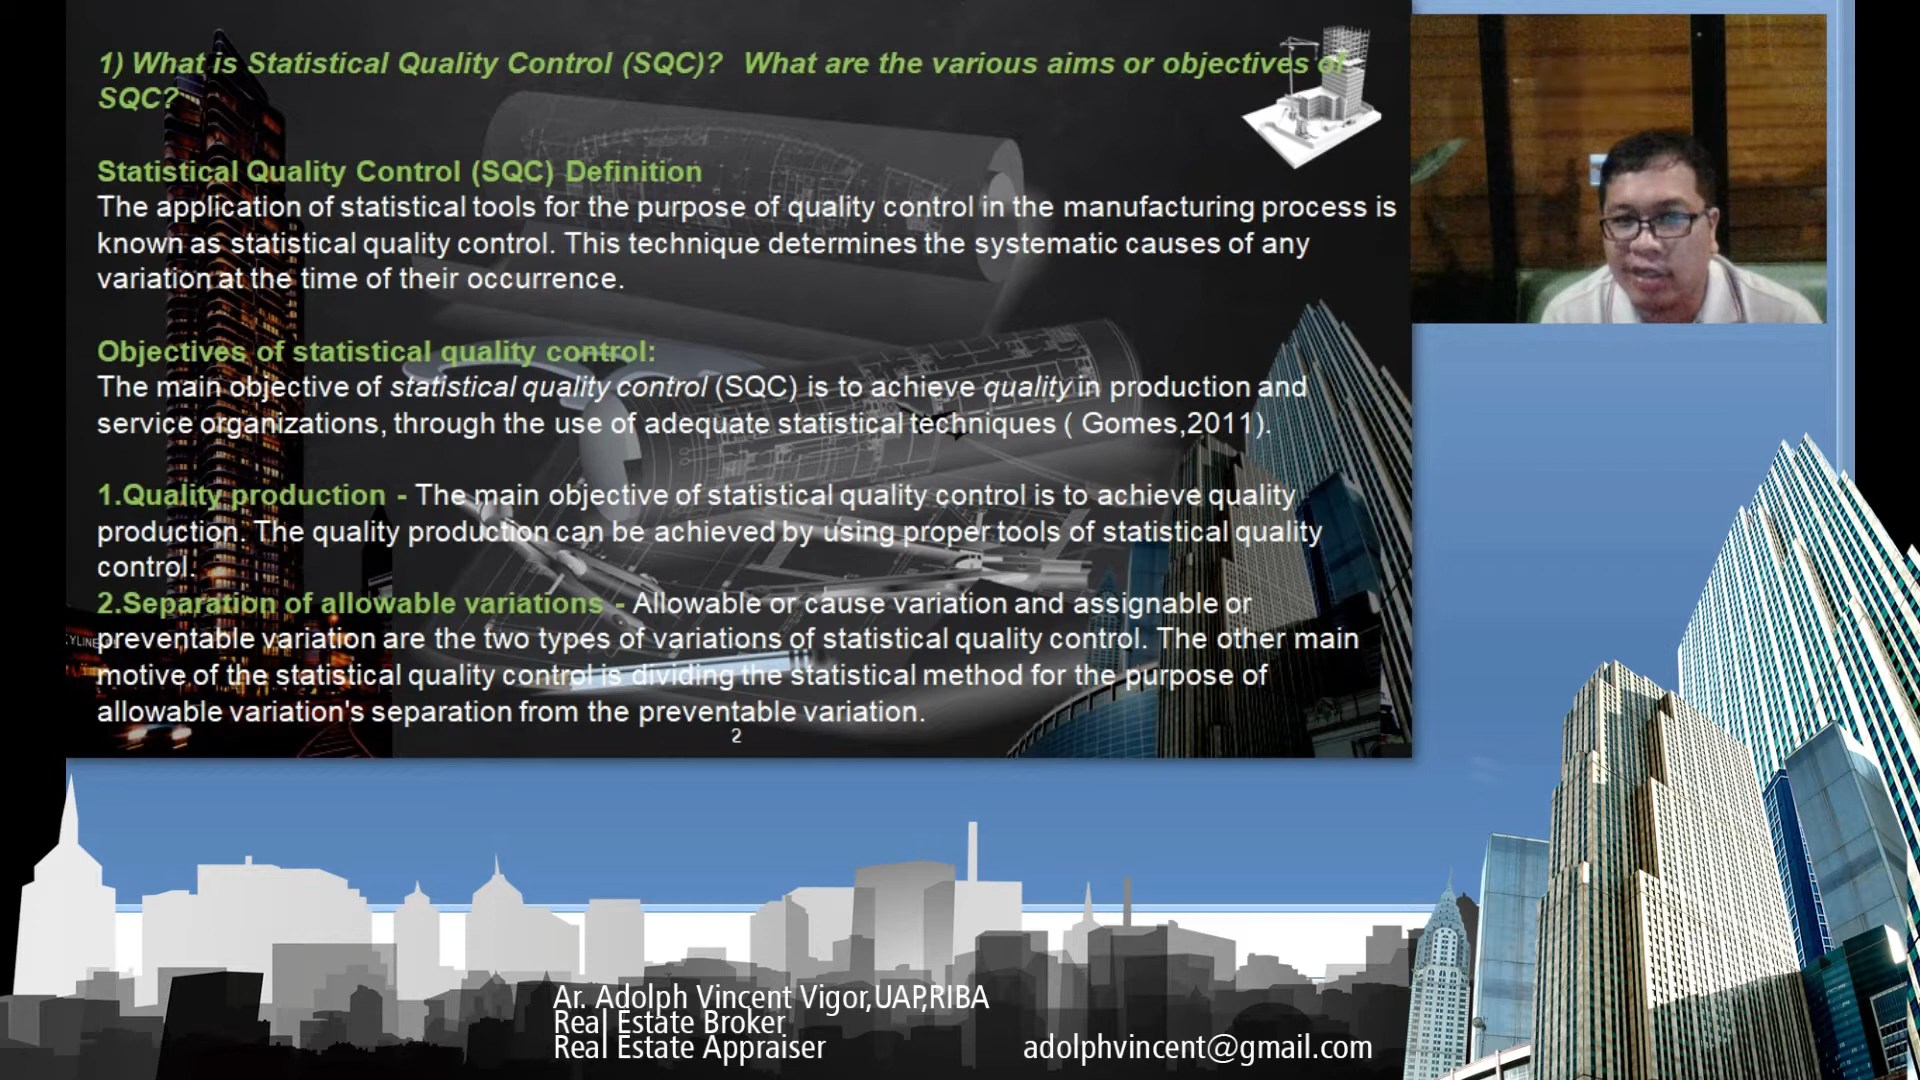 1) What is Statistical Quality Control (SQC)? What are the various aims or objectives of
SQC?
Statistical Quality Control (SQC) Definition
The application of statistical tools for the purpose of quality control in the manufacturing process is
known as statistical quality control. This technique determines the systematic causes of any
variation at the time of their occurrence.
Objectives of statistical quality control:
The main objective of statistical quality control (SQC) is to achieve quality in production and
service organizations, through the use of adequate statistical techniques ( Gomes,2011).
1.Quality production - The main objective of statistical quality control is to achieve quality
production. The quality production can be achieved by using proper tools of statistical quality
control.
2.Separation of allowable variations - Allowable or cause variation and assignable or
preventable variation are the two types of variations of statistical quality control. The other main
motive of the statistical quality control is dividing the statistical method for the purpose of
allowable variation's separation from the preventable variation.
2
Ar. Adolph Vincent Vigor,UAP,RIBA
Real Estate Broker
Real Estate Appraiser
adolphvincent@gmail.com